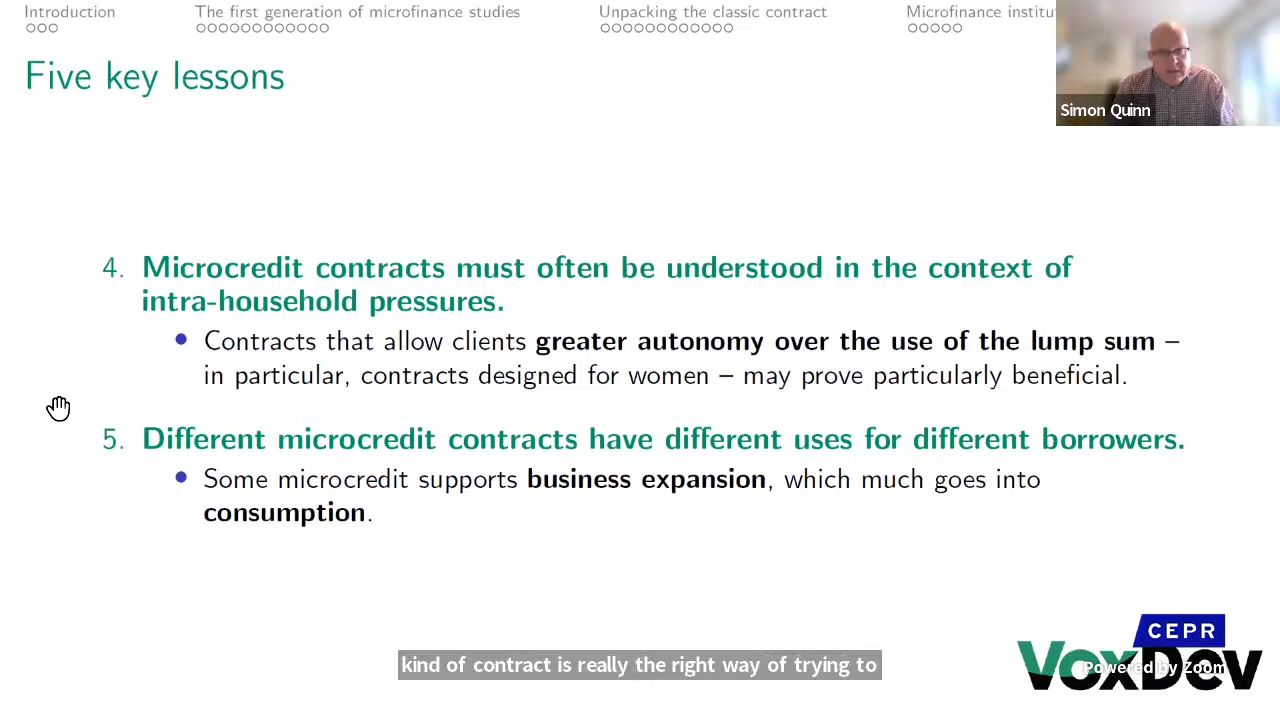 Introduction
The first generation of microfinance studies
Unpacking the classic contract
Microfinance institu
Simon Quinn
Five key lessons
4. Microcredit contracts must often be understood in the context of
intra-household pressures.
• Contracts that allow clients greater autonomy over the use of the lump sum –
in particular, contracts designed for women – may prove particularly beneficial.
5. Different microcredit contracts have different uses for different borrowers.
• Some microcredit supports business expansion, which much goes into
consumption.
CEPR
VoxDev
Powered by Zoom
kind of contract is really the right way of trying to